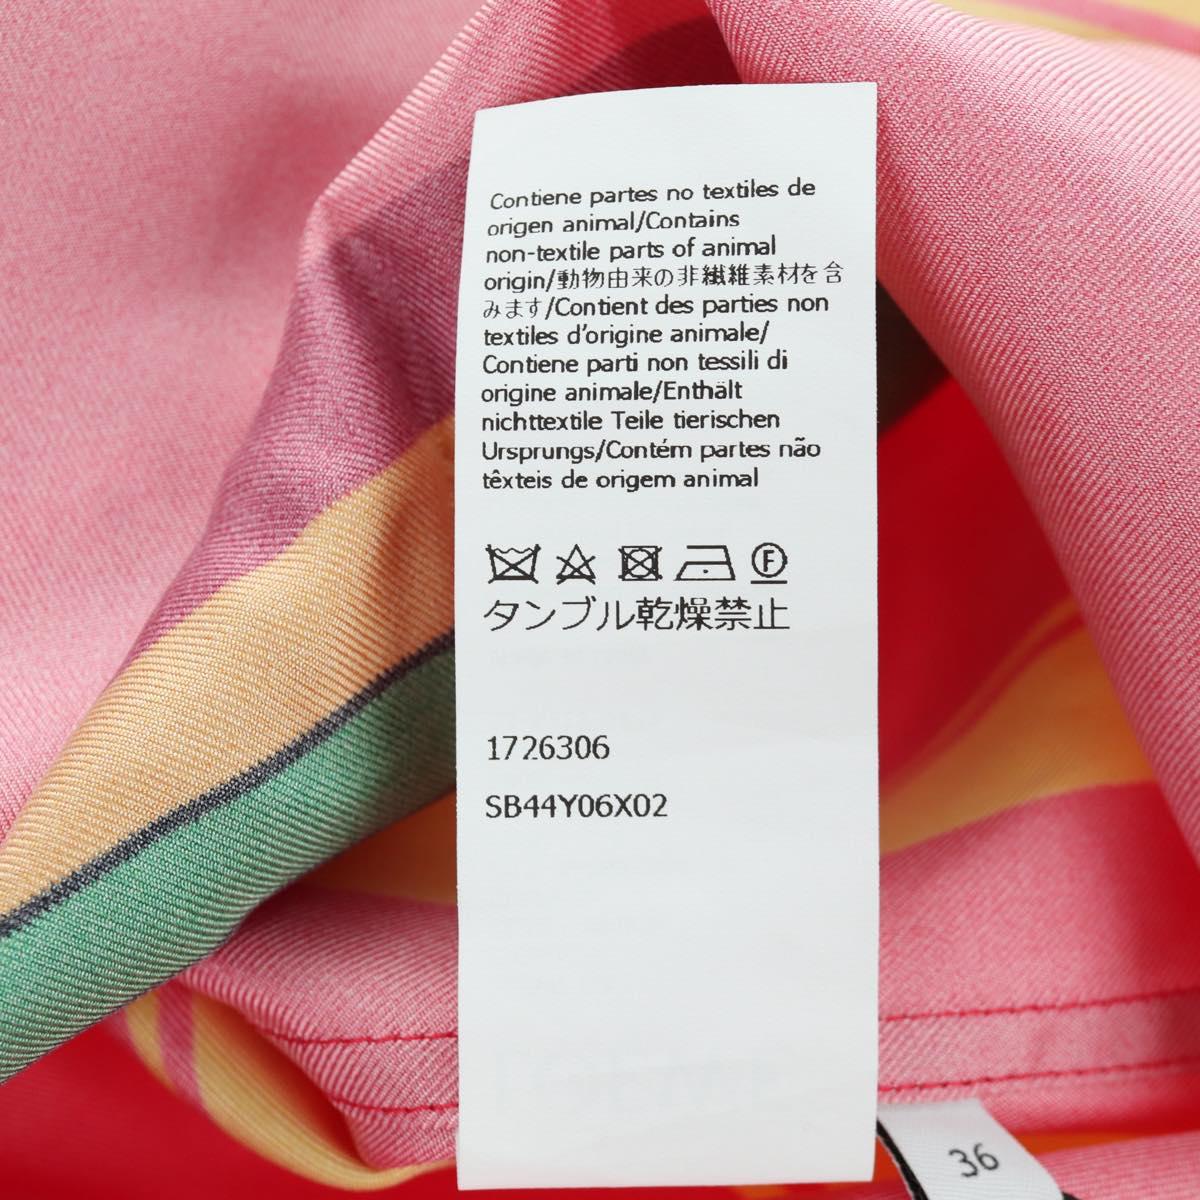 Contiene partes no textiles de
origen animal/Contains
non-textile parts of animal
origin/動物由来の非繊維素材を含
みます/Contient des parties non
textiles d'origine animale/
Contiene parti non tessili di
origine animale/Enthält
nichttextile Teile tierischen
Ursprungs/Contém partes não
têxteis de origem animal
F
タンブル乾燥禁止
1726306
SB44Y06X02
36